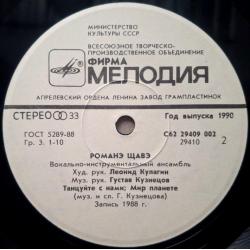 МИНИСТЕРСТВО
КУЛЬТУРЫ СССР
ВСЕСОЮЗНОЕ ТВОРЧЕСКО-
ПРОИЗВОДСТВЕННОЕ ОБЪЕДИНЕНИЕ
ФИРМА
МЕЛОДИЯ
АПРЕЛЕВСКИЙ ОРДЕНА ЛЕНИНА ЗАВОД ГРАМПЛАСТИНОК
СТЕРЕО 33
Год выпуска 1990
ГОСТ 5289-88
Гр. 3. 1-10
С62 29409 002
29410
2
РОМАНЭ ЩАВЭ
Вокально-инструментальный ансамбль
Худ. рук. Леонид Купагин
Муз. рук. Густав Кузнецов
Танцуйте с нами; Мир планете
(муз. и сл. Г. Кузнецова)
Запись 1988 г.